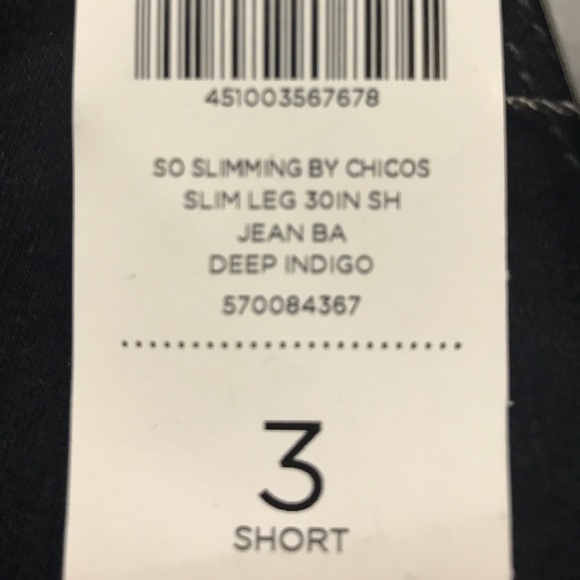 451003567678
SO SLIMMING BY CHICOS
SLIM LEG 30IN SH
JEAN BA
DEEP INDIGO
570084367
3
SHORT